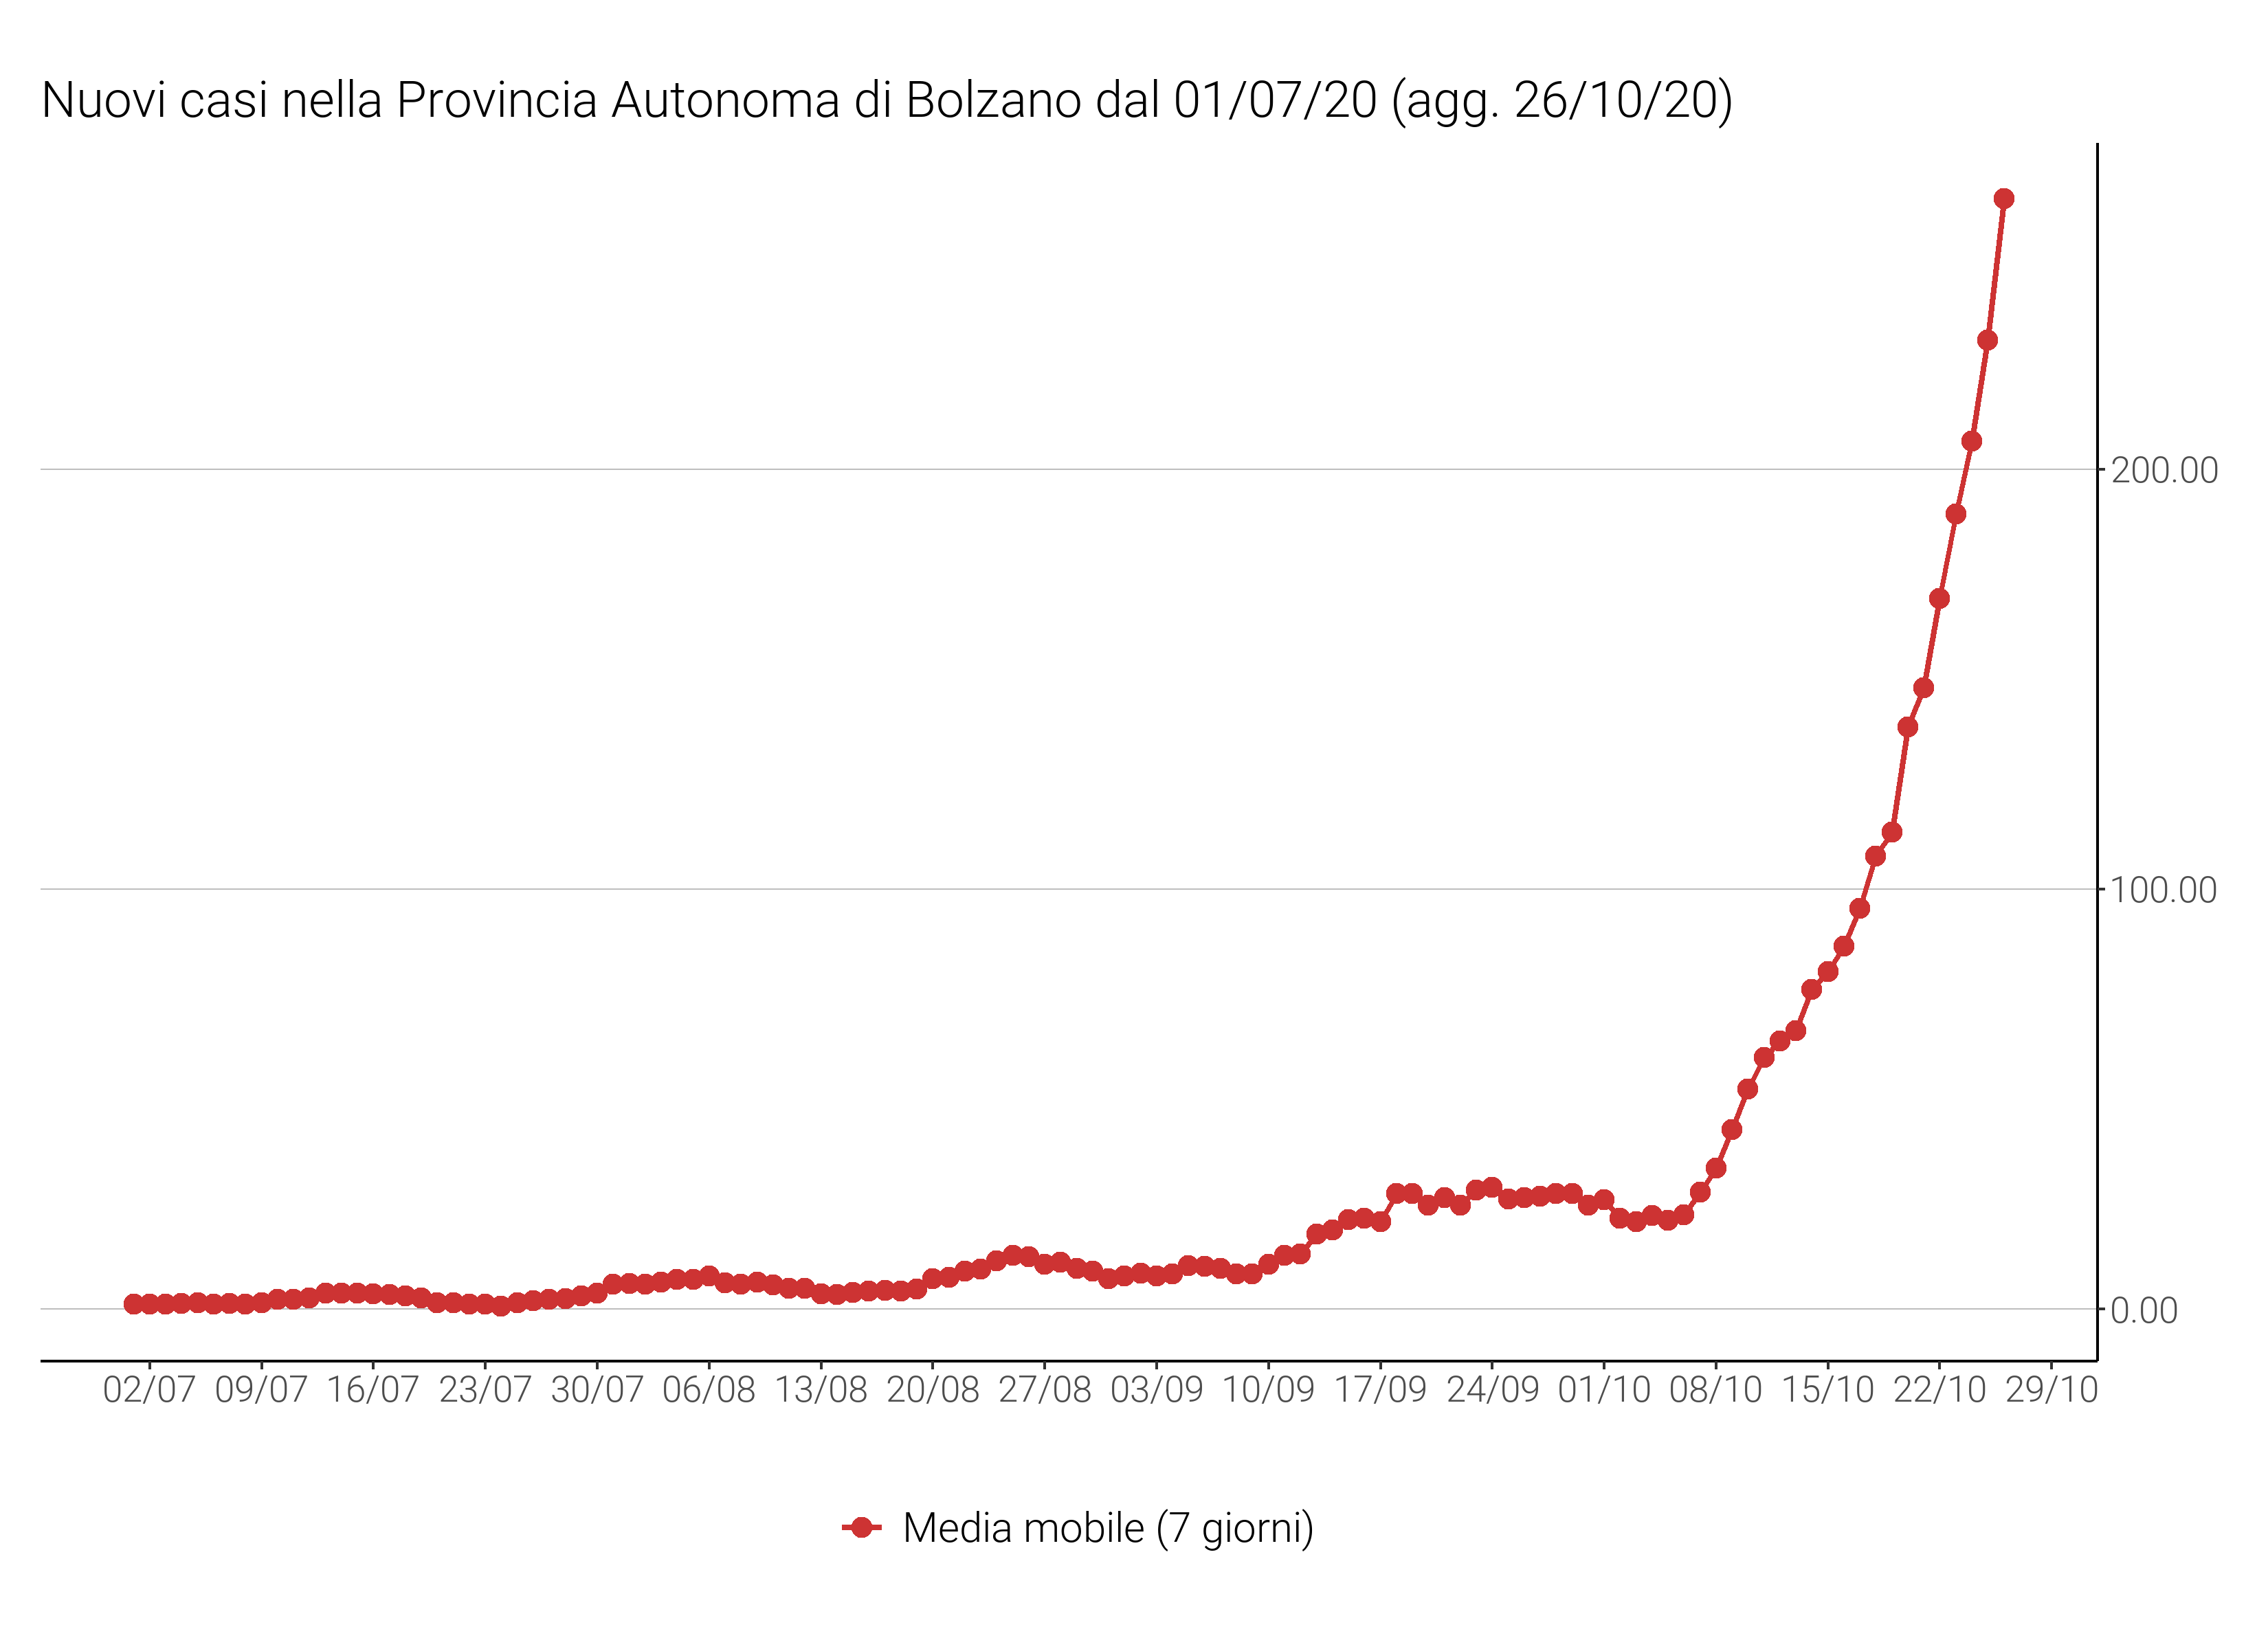 Nuovi casi nella Provincia Autonoma di Bolzano dal 01/07/20 (agg. 26/10/20)
200.00
100.00
0.00
02/07 09/07 16/07 23/07 30/07 06/08 13/08 20/08 27/08 03/09 10/09 17/09 24/09 01/10 08/10 15/10 22/10 29/10
Media mobile (7 giorni)